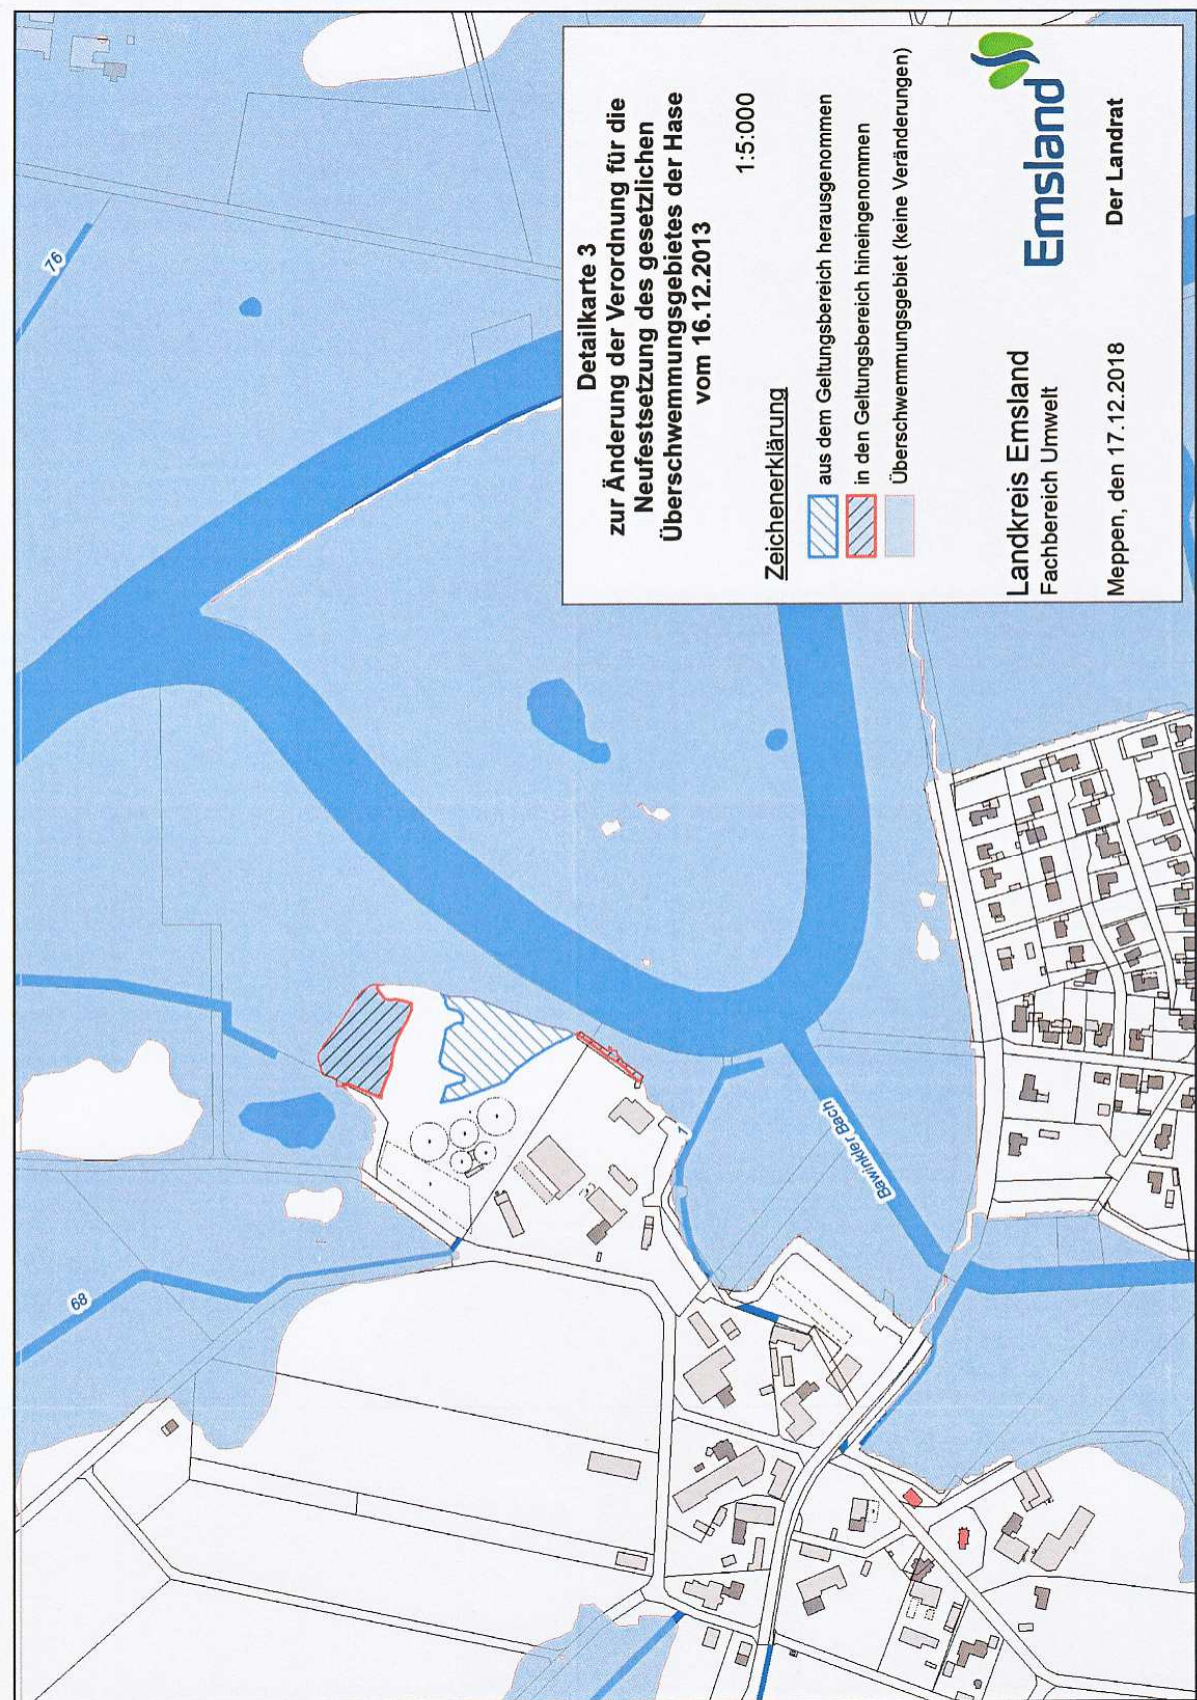 Detailkarte 3
zur Änderung der Verordnung für die
Neufestsetzung des gesetzlichen
Überschwemmungsgebietes der Hase
vom 16.12.2013
1:5:000
Zeichenerklärung
aus dem Geltungsbereich herausgenommen
in den Geltungsbereich hineingenommen
Überschwemmungsgebiet (keine Veränderungen)
Landkreis Emsland
Fachbereich Umwelt
Emsland
Meppen, den 17.12.2018
Der Landrat
76
68
1
Bawinkler Bach